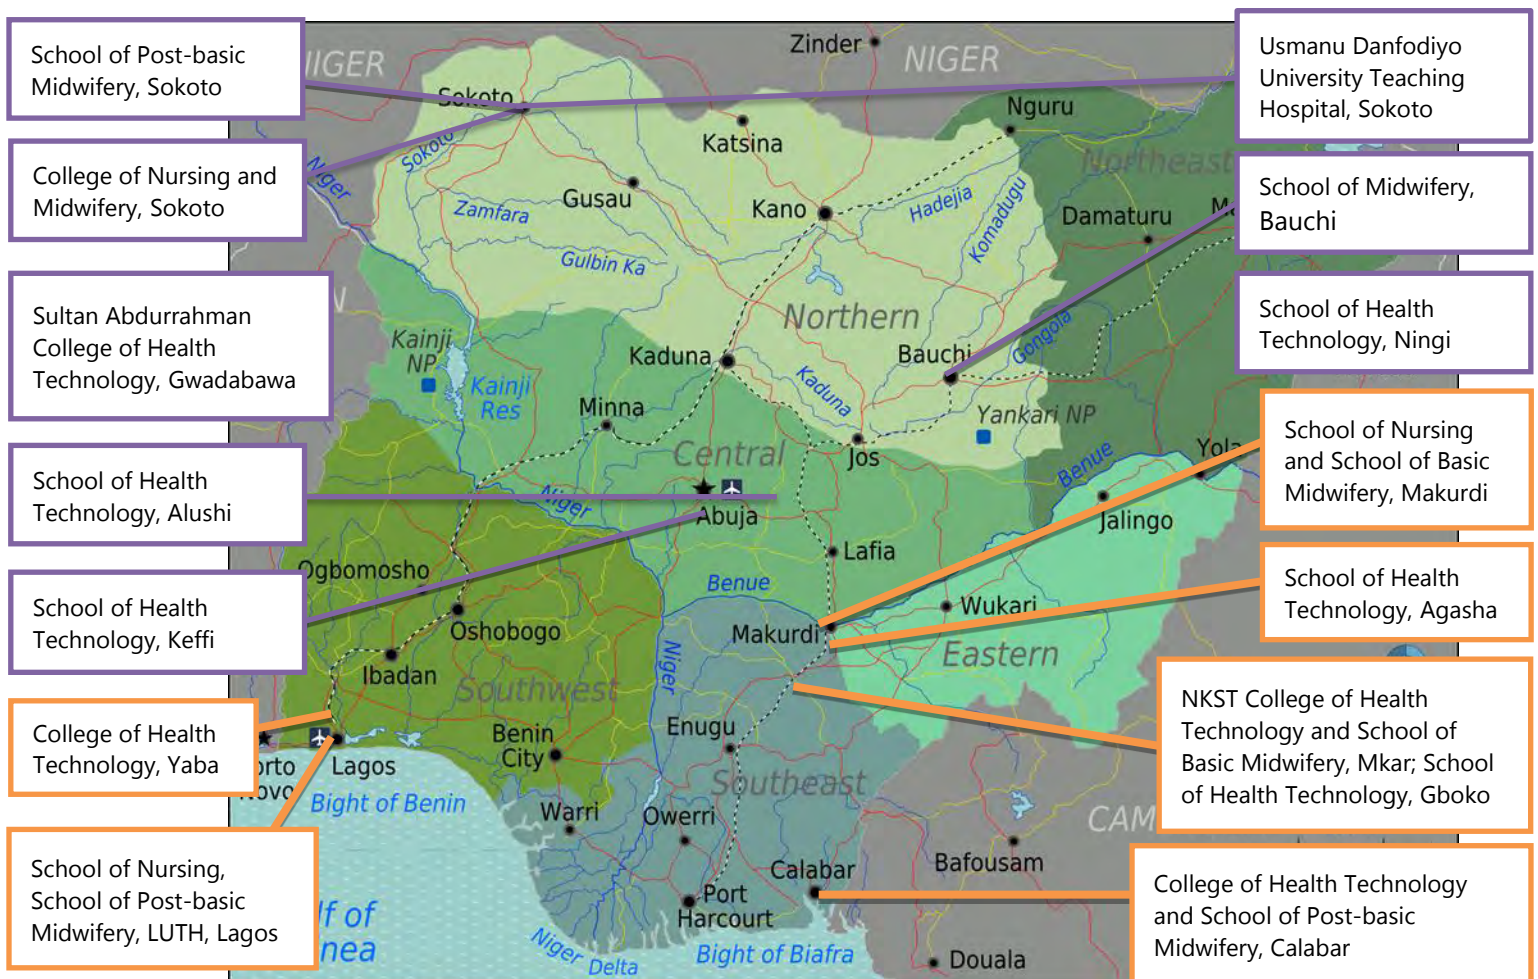 School of Post-basic
Midwifery, Sokoto
College of Nursing and
Midwifery, Sokoto
Sultan Abdurrahman
College of Health
Technology, Gwadabawa
School of Health
Technology, Alushi
School of Health
Technology, Keffi
College of Health
Technology, Yaba
School of Nursing,
School of Post-basic
Midwifery, LUTH, Lagos
Zinder
NIGER
NIGER
Sokoto
Sokoto
Niger
Katsina
Nguru
Northeast
Gusau
Zamfara
Kano
Hadejia
Komadugu
Damaturu
Gulbin Ka
Northern
Kainji
NP
Kainji
Res
Kaduna
Kaduna
Bauchi
Gongola
Minna
Yankari NP
Central
Jos
Benue
Yola
Niger
Abuja
Jalingo
Lafia
Ogbomosho
Benue
Wukari
Oshobogo
Makurdi
Ibadan
Niger
Eastern
Southwest
Enugu
Benin
City
Lagos
Southeast
Bight of Benin
Warri
Owerri
Calabar
Bafousam
Port
Harcourt
Niger
Delta
Bight of Biafra
Douala
Usmanu Danfodiyo
University Teaching
Hospital, Sokoto
School of Midwifery,
Bauchi
School of Health
Technology, Ningi
School of Nursing
and School of Basic
Midwifery, Makurdi
School of Health
Technology, Agasha
NKST College of Health
Technology and School of
Basic Midwifery, Mkar; School
of Health Technology, Gboko
College of Health Technology
and School of Post-basic
Midwifery, Calabar